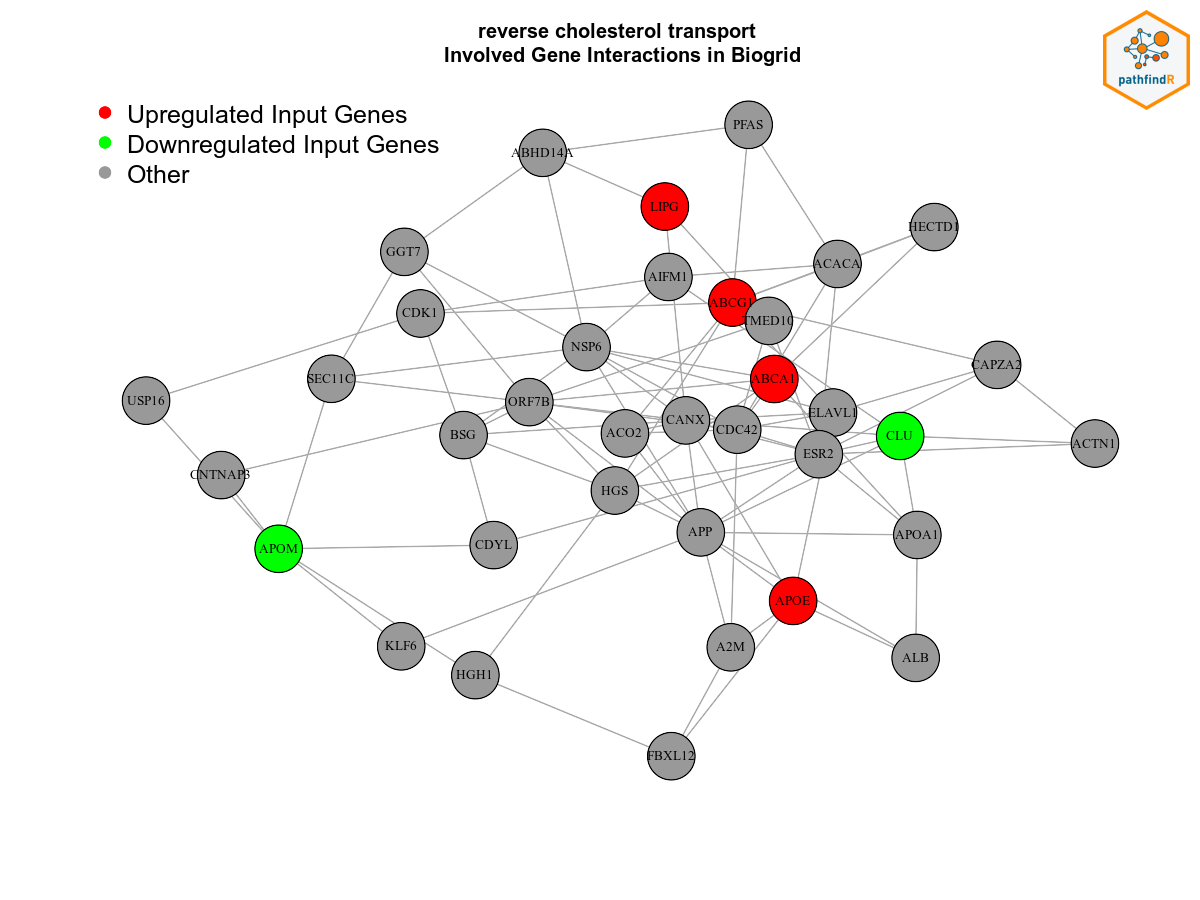 reverse cholesterol transport
Involved Gene Interactions in Biogrid
pathfindR
Upregulated Input Genes
Downregulated Input Genes
Other
PFAS
ABHD14A
LIPG
HECTD1
GGT7
ACACA
AIFM1
ABCG1
CDK1
TMED10
NSP6
CAPZA2
SEC11C
ABCA1
USP16
ORF7B
ELAVL1
CANX
CDC42
ACO2
BSG
CLU
ACTN1
ESR2
CNTNAP3
HGS
APP
APOA1
CDYL
APOM
APOE
KLF6
A2M
ALB
HGH1
FBXL12